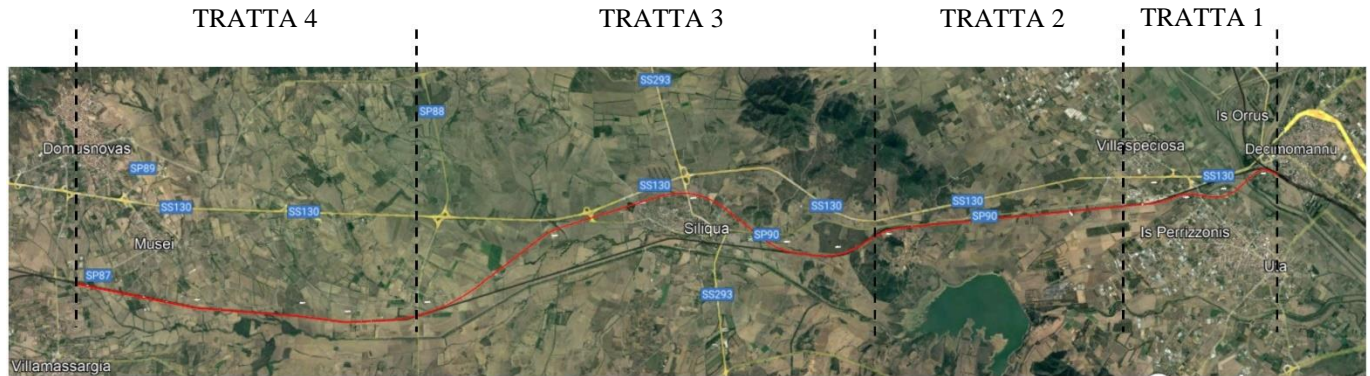 TRATTA 4 TRATTA 3 TRATTA 2 TRATTA 1
SS293
SP88
Is Orrus
Domusnovas
Villaspeciosa
Decimomannu
SP89
SS130
SS130
SS130
SS130
SS130
SS130
SP90
Musei
Siliqua
SP90
Is Perrizzonis
SP87
Uta
SS293
Villamassargia